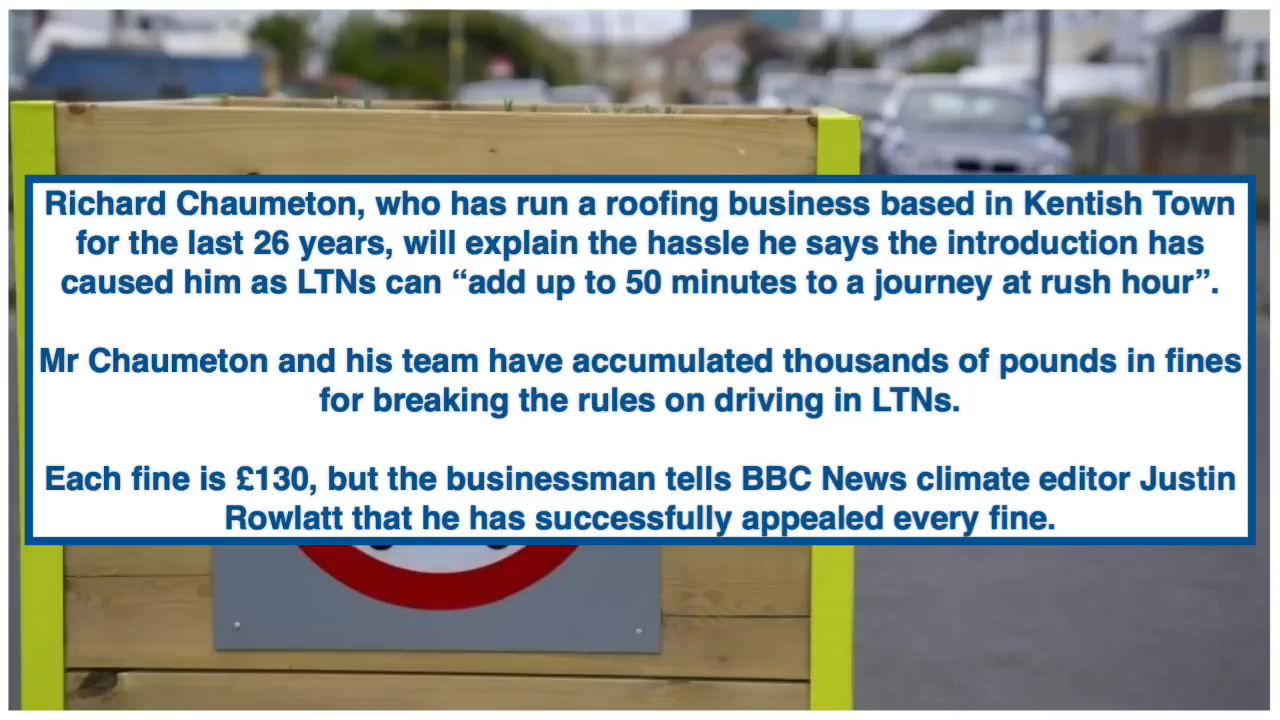 Richard Chaumeton, who has run a roofing business based in Kentish Town
for the last 26 years, will explain the hassle he says the introduction has
caused him as LTNs can “add up to 50 minutes to a journey at rush hour”.
Mr Chaumeton and his team have accumulated thousands of pounds in fines
for breaking the rules on driving in LTNs.
Each fine is £130, but the businessman tells BBC News climate editor Justin
Rowlatt that he has successfully appealed every fine.